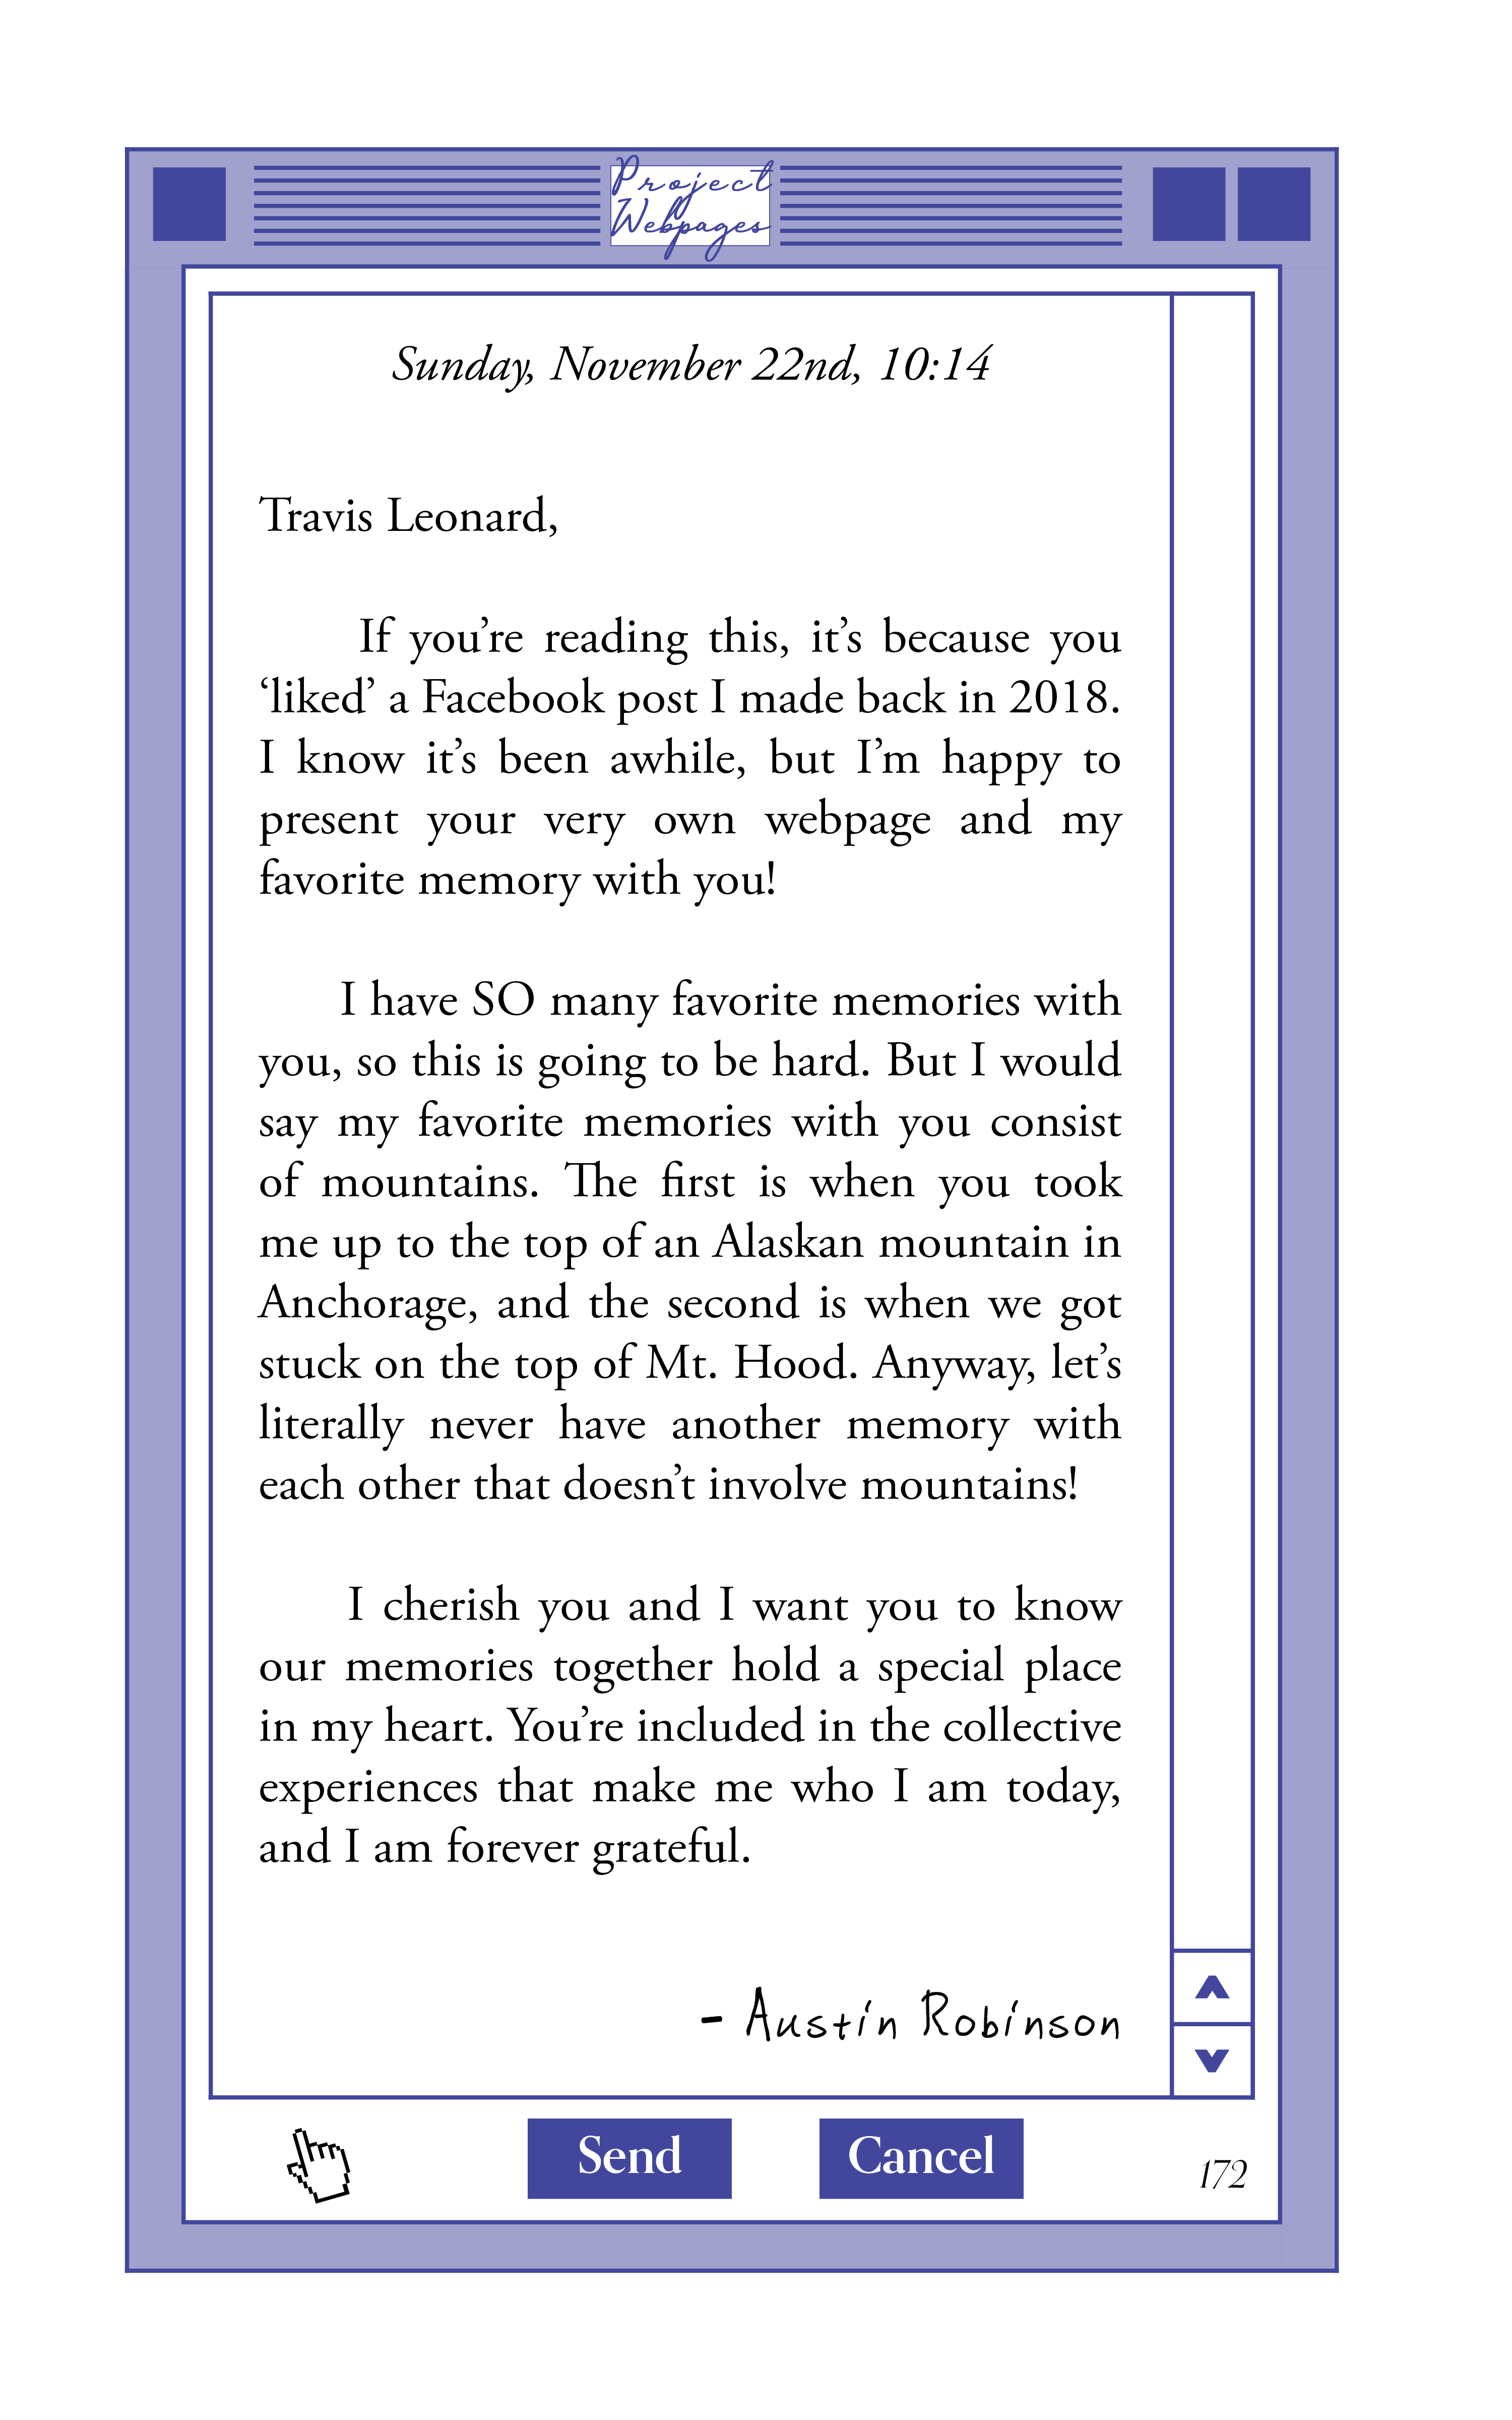 Project
Webpages
Sunday, November 22nd, 10:14
Travis Leonard,
If you’re reading this, it’s because you
‘liked’ a Facebook post I made back in 2018.
I know it’s been awhile, but I’m happy to
present your very own webpage and my
favorite memory with you!
I have SO many favorite memories with
you, so this is going to be hard. But I would
say my favorite memories with you consist
of mountains. The first is when you took
me up to the top of an Alaskan mountain in
Anchorage, and the second is when we got
stuck on the top of Mt. Hood. Anyway, let’s
literally never have another memory with
each other that doesn’t involve mountains!
I cherish you and I want you to know
our memories together hold a special place
in my heart. You’re included in the collective
experiences that make me who I am today,
and I am forever grateful.
- Austin Robinson
Send Cancel
172